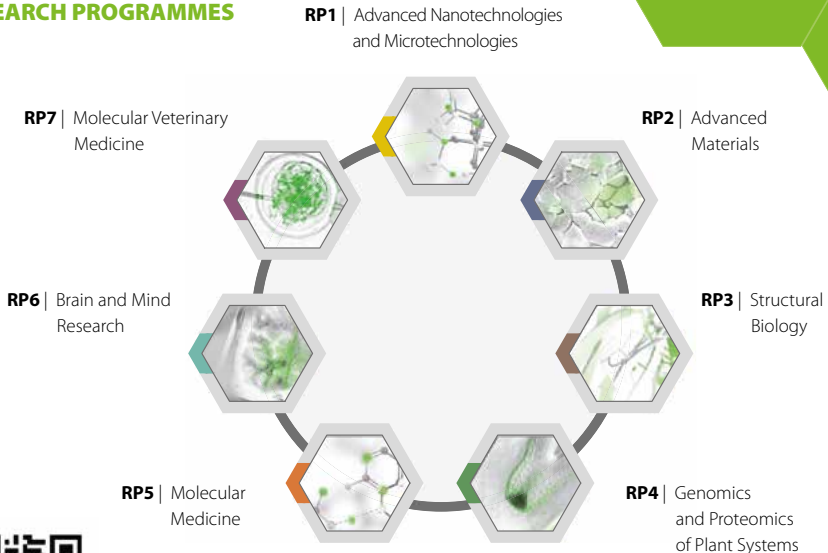 EARCH PROGRAMMES
RP1 | Advanced Nanotechnologies
and Microtechnologies
RP7 | Molecular Veterinary
Medicine
RP2 | Advanced
Materials
RP6 | Brain and Mind
Research
RP3 | Structural
Biology
RP5 | Molecular
Medicine
RP4 | Genomics
and Proteomics
of Plant Systems